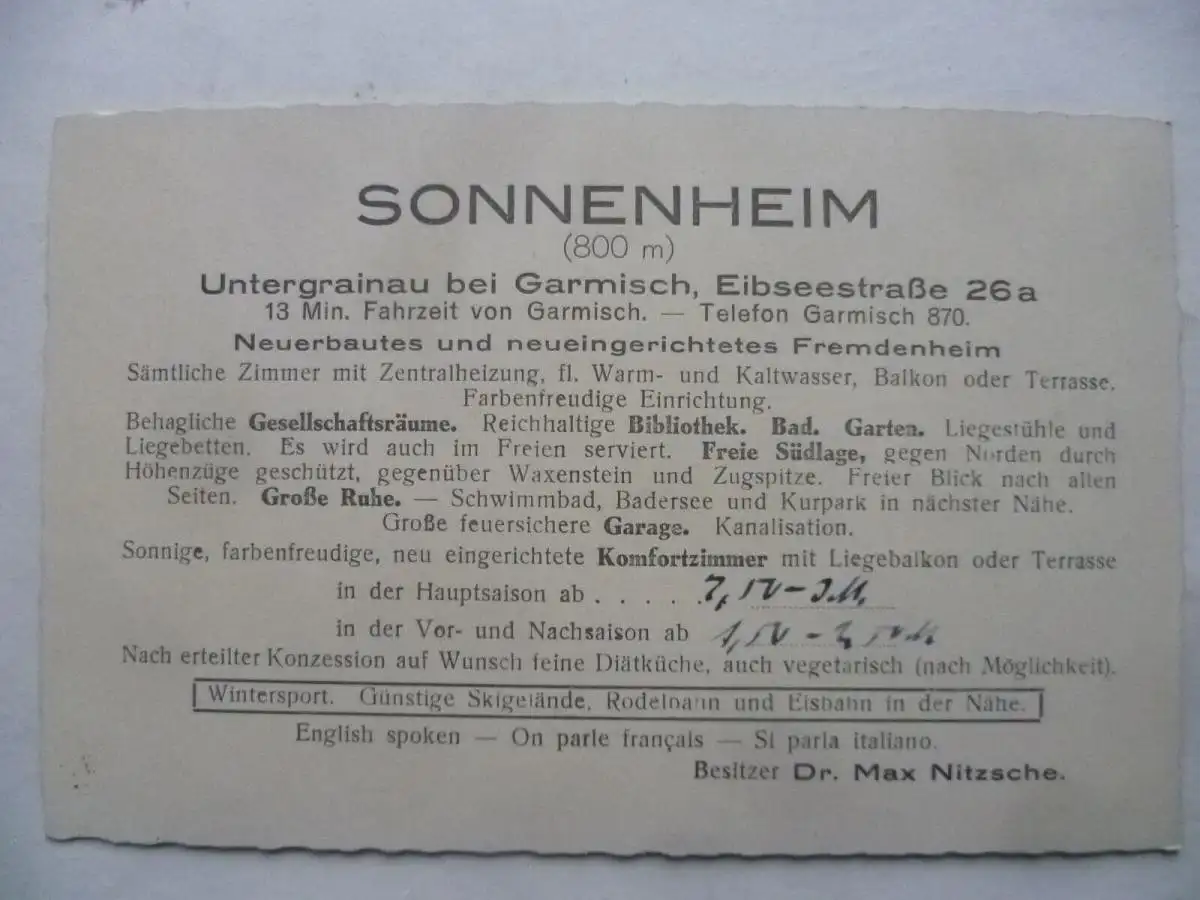 SONNENHEIM
(800 m)
Untergrainau bei Garmisch, Eibseestraße 26a
13 Min. Fahrzeit von Garmisch. — Telefon Garmisch 870.
Neuerbautes und neueingerichtetes Fremdenheim
Sämtliche Zimmer mit Zentralheizung, fl. Warm- und Kaltwasser, Balkon oder Terrasse.
Farbenfreudige Einrichtung.
Behagliche Gesellschaftsräume. Reichhaltige Bibliothek. Bad. Garten. Liegestühle und
Liegebetten. Es wird auch im Freien serviert. Freie Südlage, gegen Norden durch
Höhenzüge geschützt, gegenüber Waxenstein und Zugspitze. Freier Blick nach allen
Seiten. Große Ruhe. — Schwimmbad, Badersee und Kurpark in nächster Nähe.
Große feuersichere Garage. Kanalisation.
Sonnige, farbenfreudige, neu eingerichtete Komfortzimmer mit Liegebalkon oder Terrasse
in der Hauptsaison ab . . . . .
in der Vor- und Nachsaison ab
Nach erteilter Konzession auf Wunsch feine Diätküche, auch vegetarisch (nach Möglichkeit).
Wintersport. Günstige Skigelände, Rodelbahn und Eisbahn in der Nähe.
English spoken — On parle français — Si parla italiano.
Besitzer Dr. Max Nitzsche.